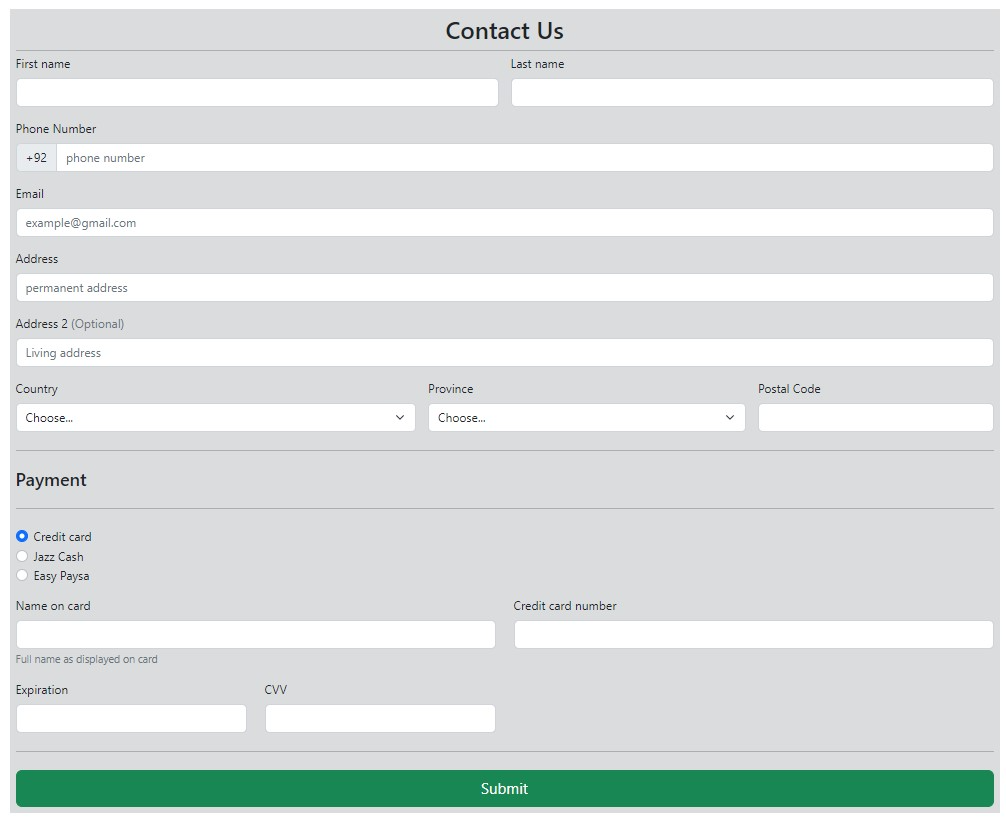 Contact Us
First name Last name
Phone Number
+92 phone number
Email
example@gmail.com
Address
permanent address
Address 2 (Optional)
Living address
Country Province Postal Code
Choose... Choose...
Payment
Credit card
Jazz Cash
Easy Paysa
Name on card Credit card number
Full name as displayed on card
Expiration CVV
Submit